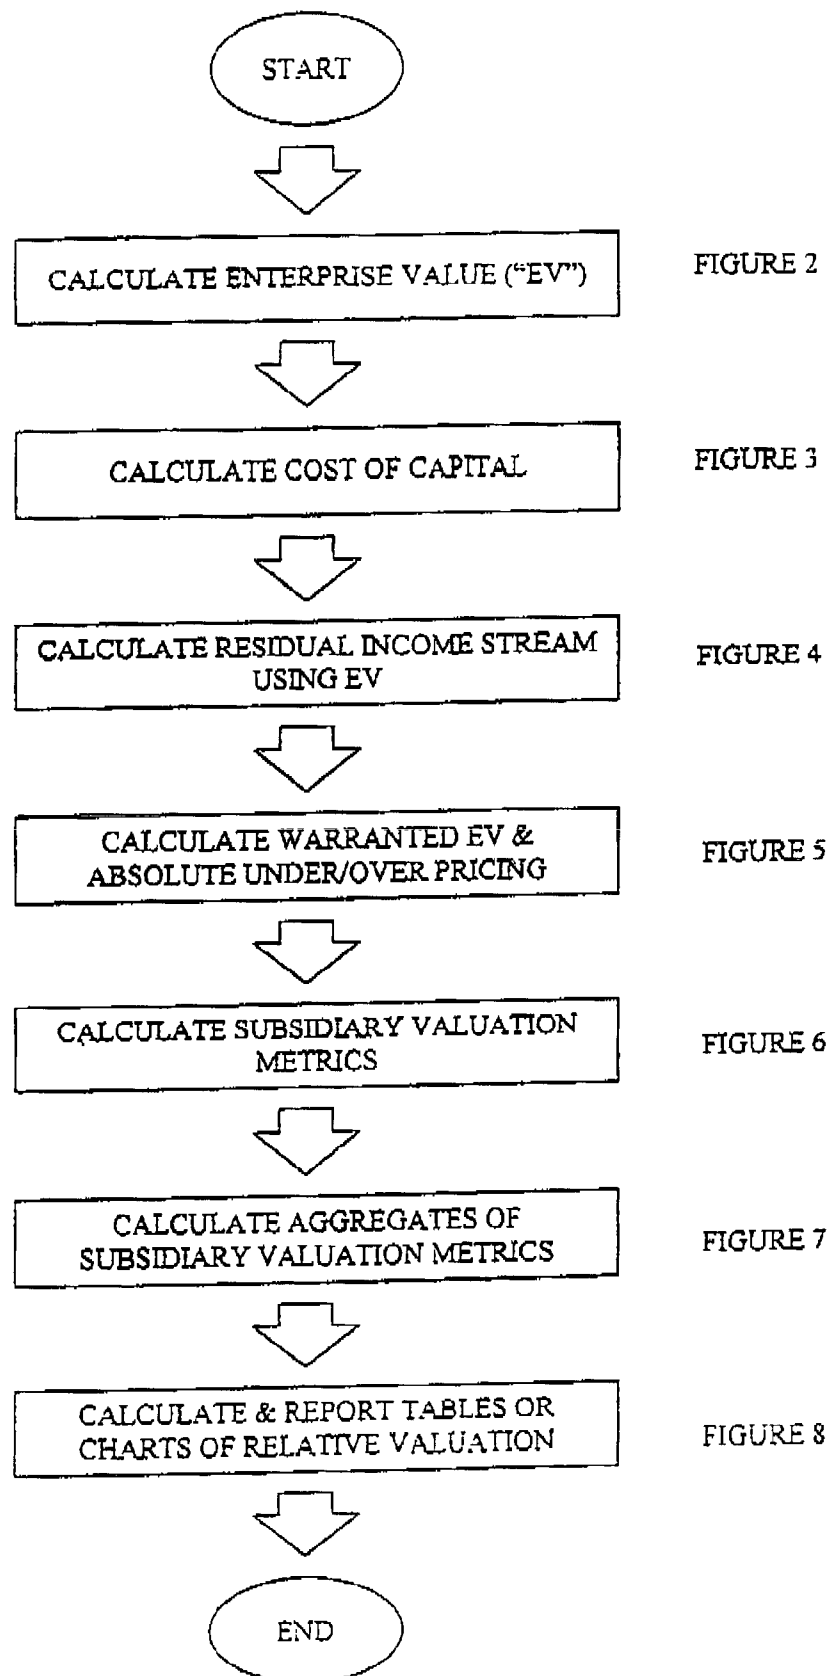 START
CALCULATE ENTERPRISE VALUE ("EV")
FIGURE 2
CALCULATE COST OF CAPITAL
FIGURE 3
CALCULATE RESIDUAL INCOME STREAM
USING EV
FIGURE 4
CALCULATE WARRANTED EV &
ABSOLUTE UNDER/OVER PRICING
FIGURE 5
CALCULATE SUBSIDIARY VALUATION
METRICS
FIGURE 6
CALCULATE AGGREGATES OF
SUBSIDIARY VALUATION METRICS
FIGURE 7
CALCULATE & REPORT TABLES OR
CHARTS OF RELATIVE VALUATION
FIGURE 8
END